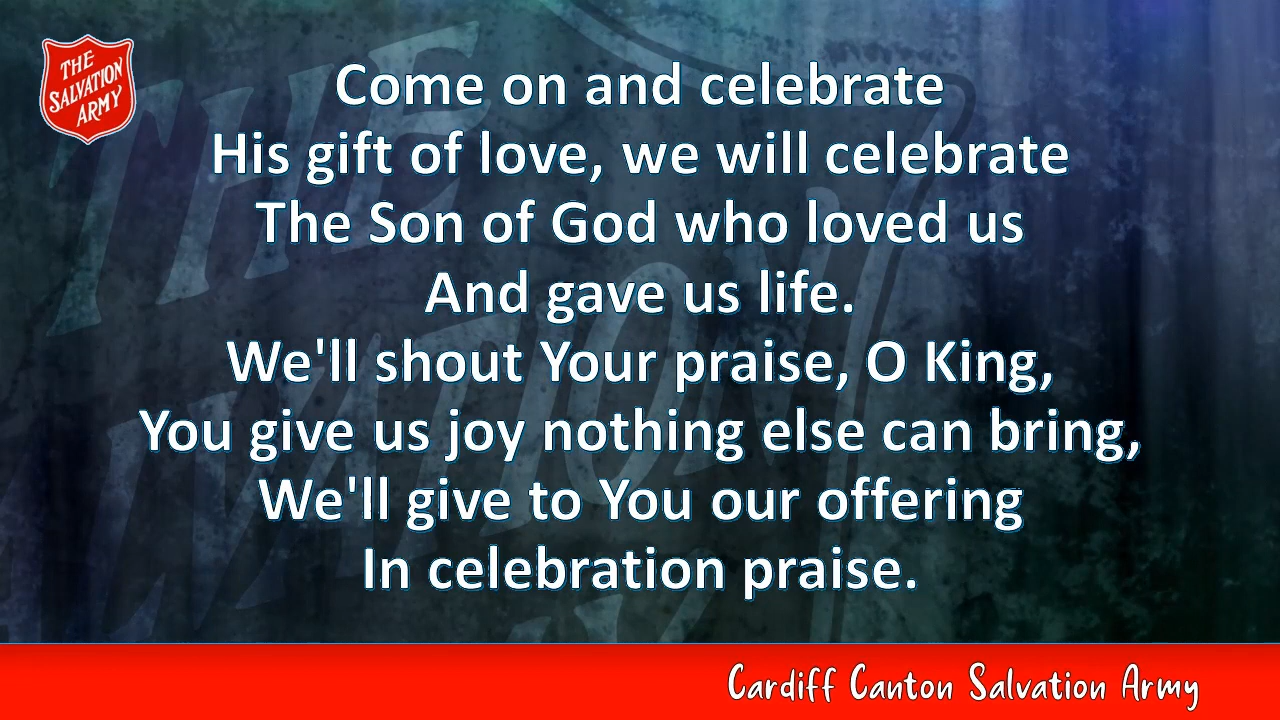 THE
SALVATION
ARMY
Come on and celebrate
His gift of love, we will celebrate
The Son of God who loved us
And gave us life.
We'll shout Your praise, O King,
You give us joy nothing else can bring,
We'll give to You our offering
In celebration praise.
Cardiff Canton Salvation Army